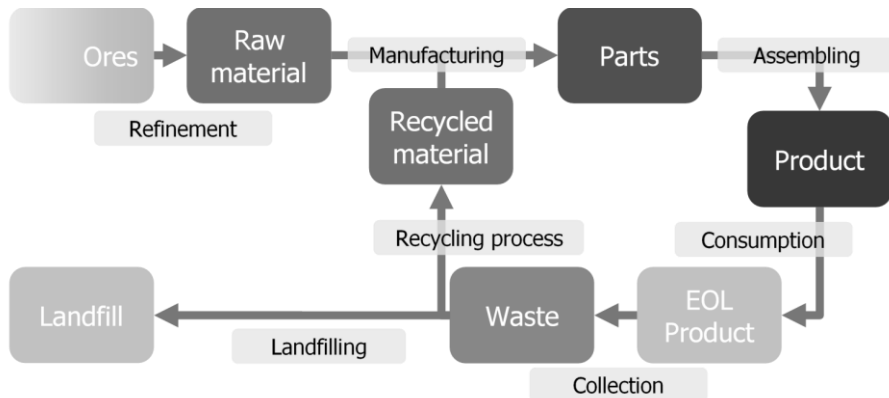 Ores
Raw
material
Manufacturing
Parts
Assembling
Refinement
Recycled
material
Product
Recycling process
Consumption
Landfill
Waste
EOL
Product
Landfilling
Collection